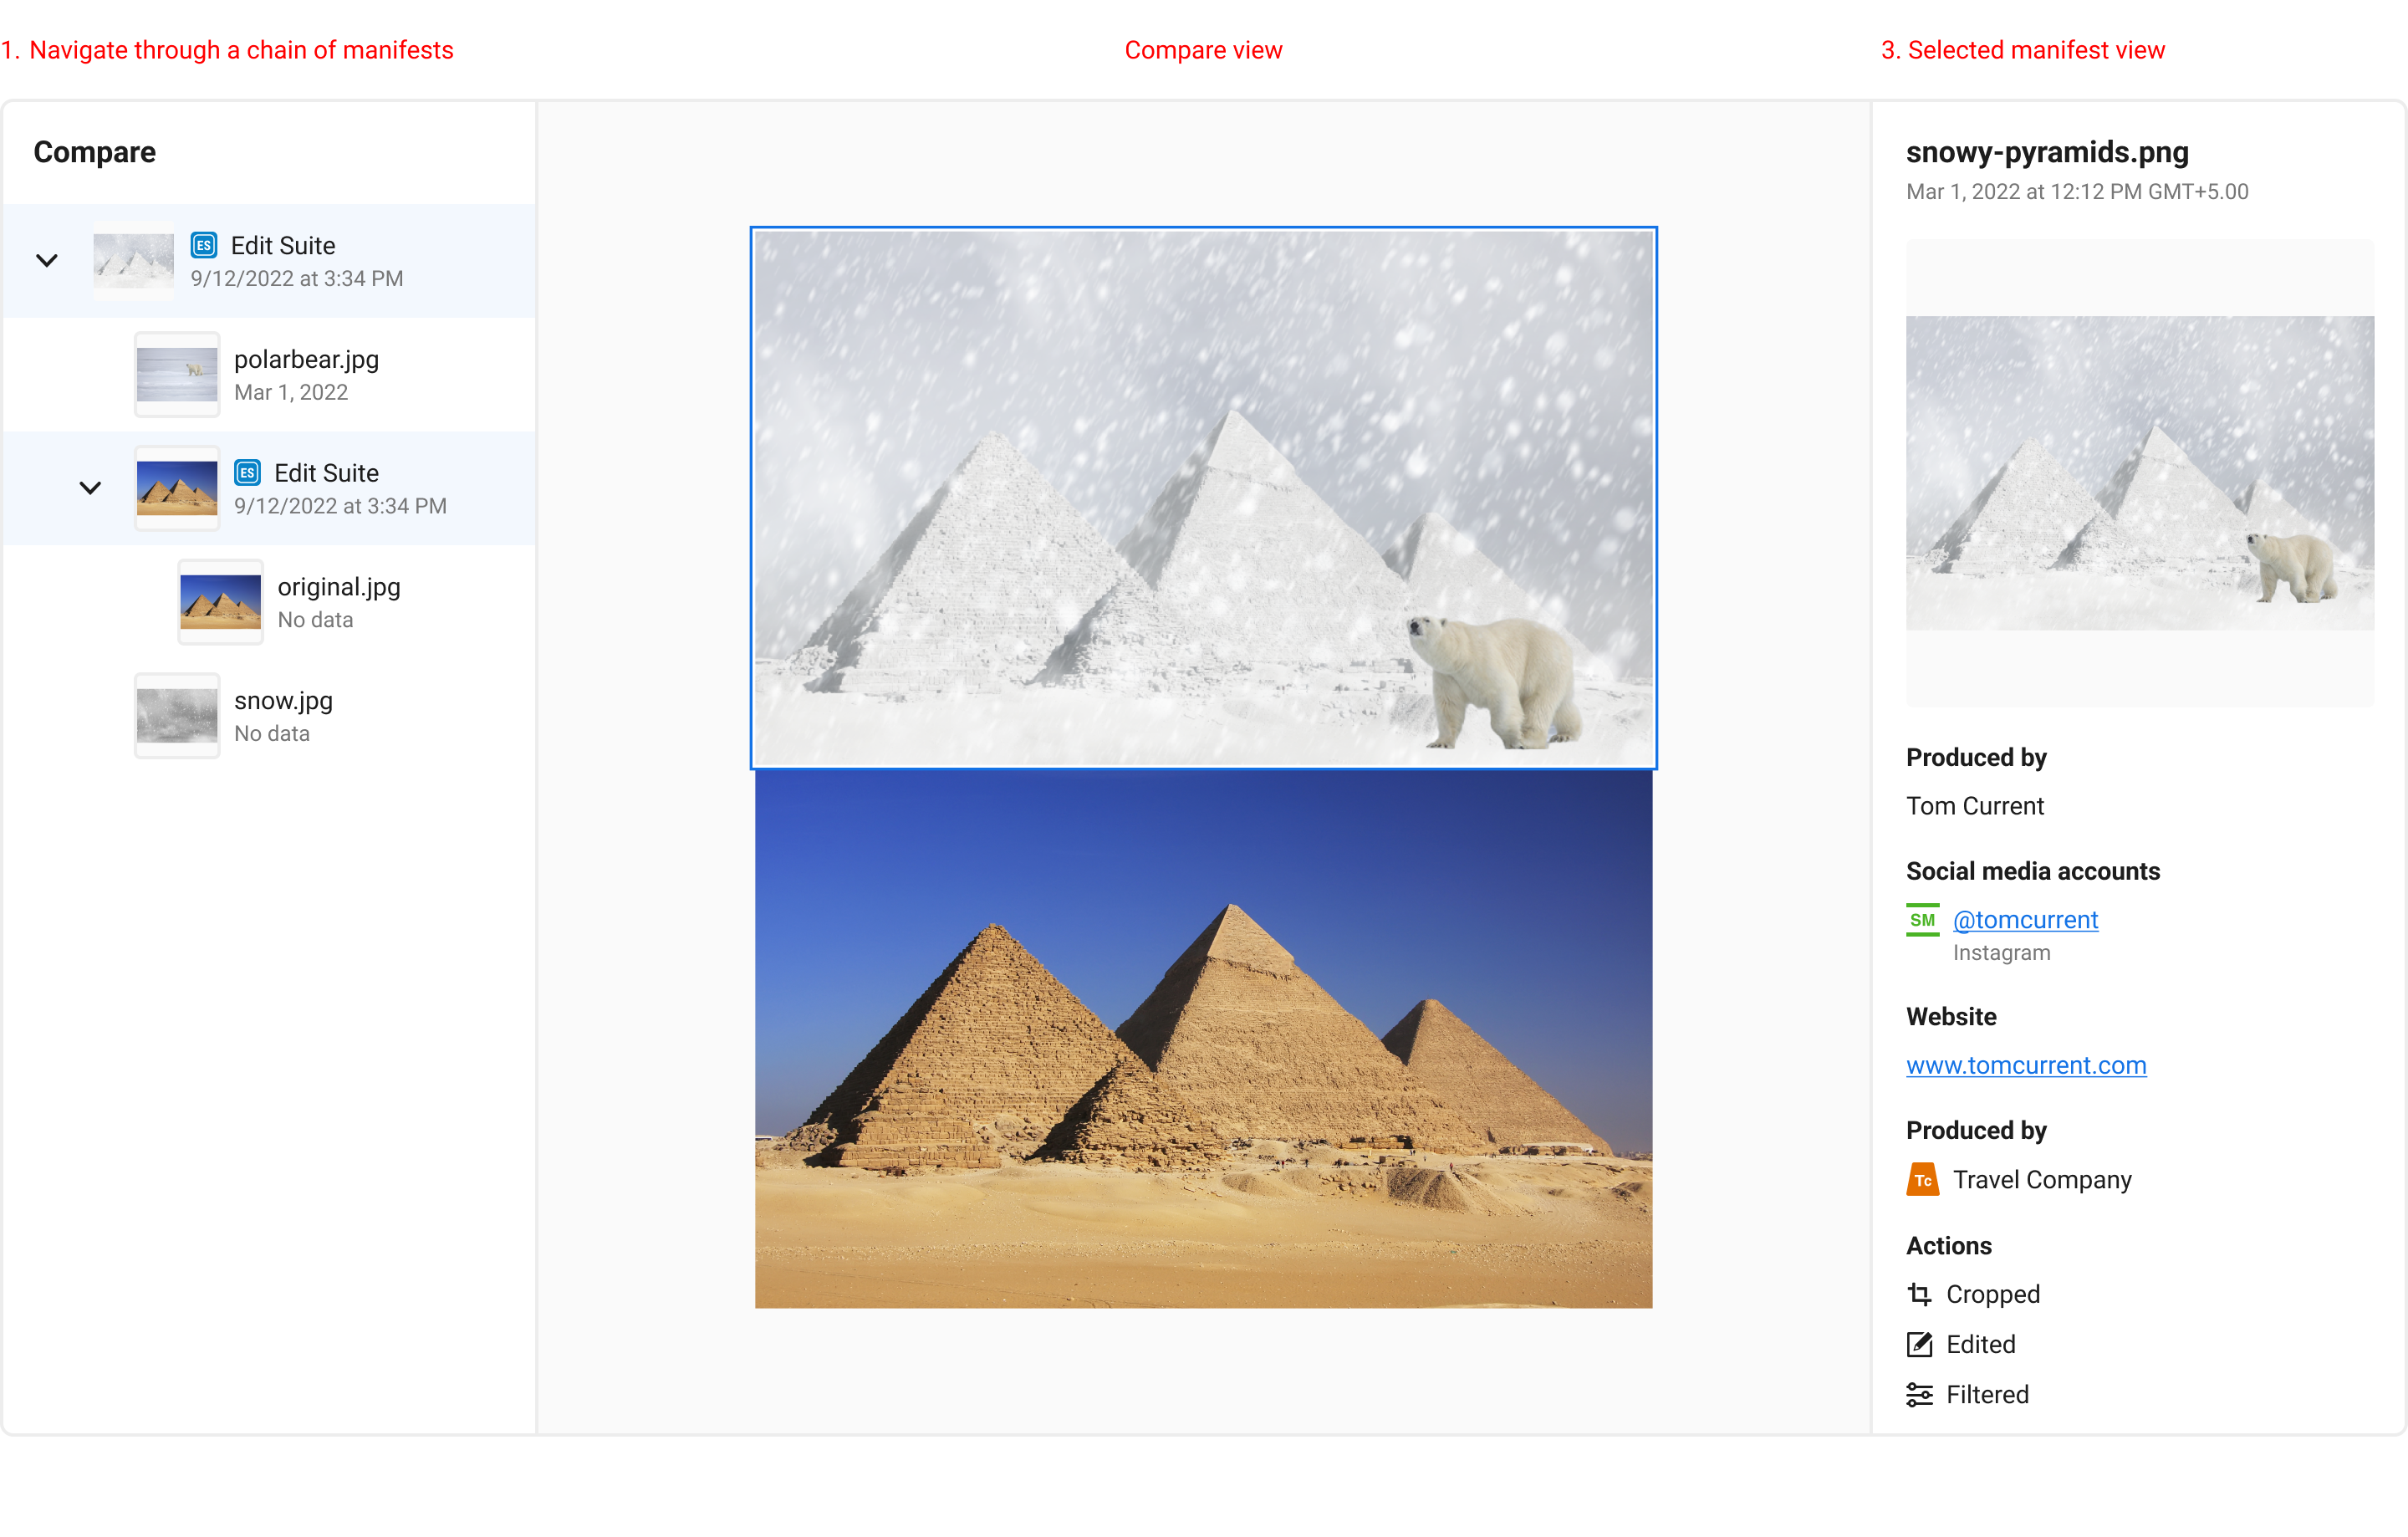 1. Navigate through a chain of manifests
Compare view
3. Selected manifest view
Compare
ES Edit Suite
9/12/2022 at 3:34 PM
polarbear.jpg
Mar 1, 2022
ES Edit Suite
9/12/2022 at 3:34 PM
original.jpg
No data
snow.jpg
No data
snowy-pyramids.png
Mar 1, 2022 at 12:12 PM GMT+5.00
Produced by
Tom Current
Social media accounts
SM @tomcurrent
Instagram
Website
www.tomcurrent.com
Produced by
Tc Travel Company
Actions
Cropped
Edited
Filtered